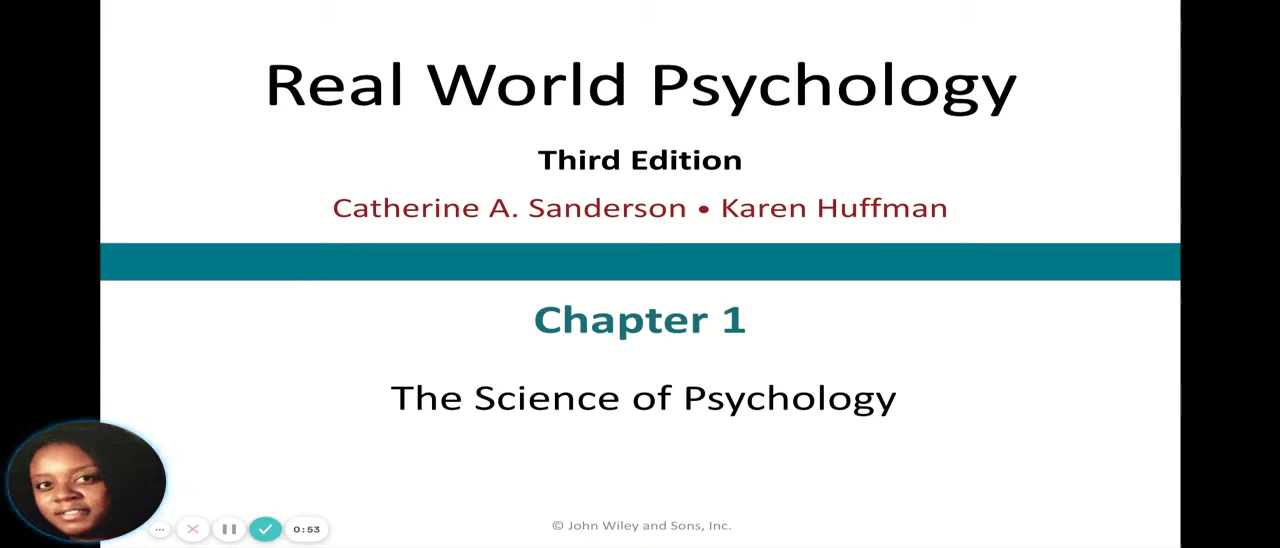 Real World Psychology
Third Edition
Catherine A. Sanderson • Karen Huffman
Chapter 1
The Science of Psychology
0:53
© John Wiley and Sons, Inc.